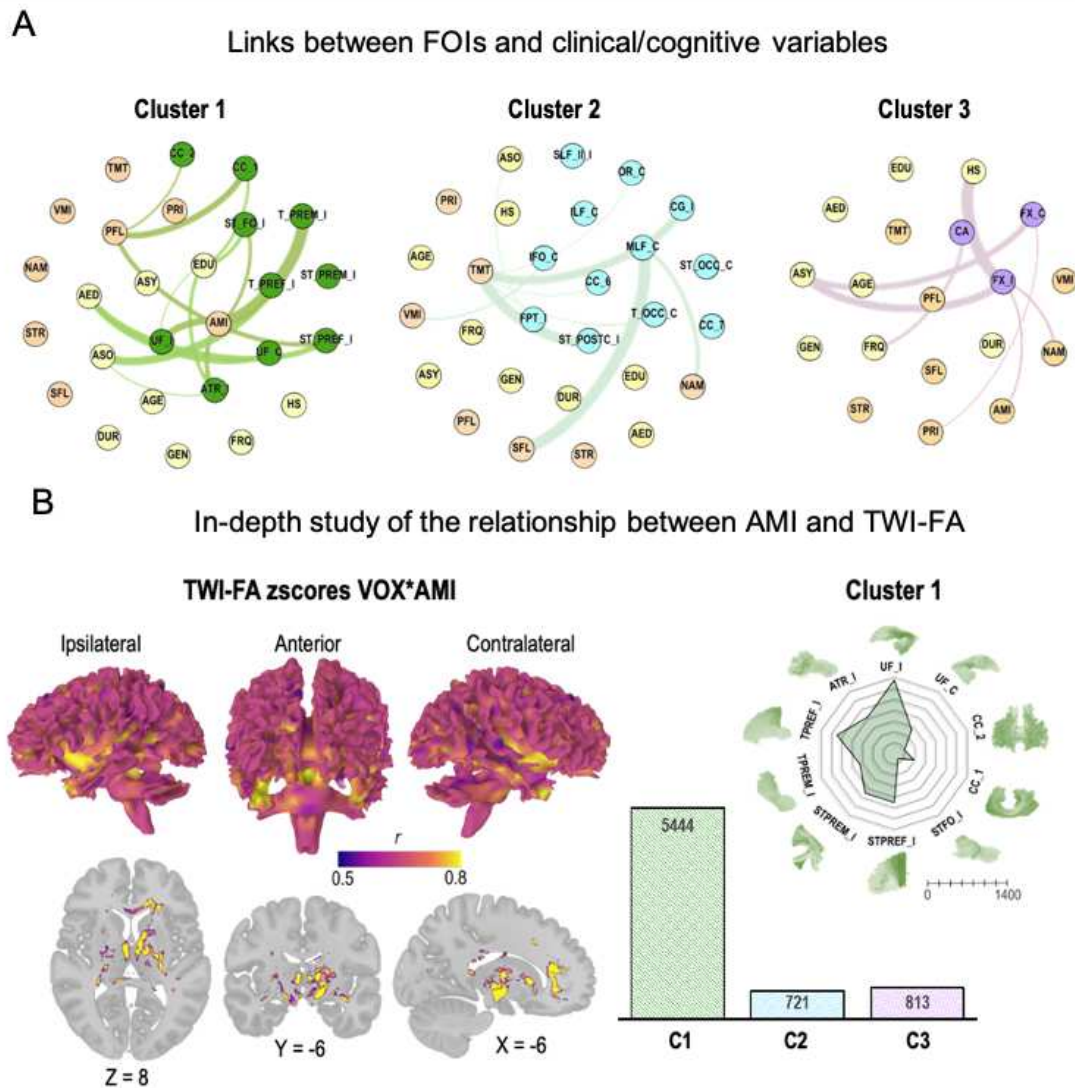 A
Links between FOIs and clinical/cognitive variables
Cluster 1
TMT
CC_2
CC_1
VMI
PFL
PRI
ST_FO_I
T_PREM_I
NAM
ASY
EDU
T_PREF_I
ST_PREM_I
AED
AMI
STR
ASO
UF_I
UF_C
ST_PREF_I
SFL
AGE
ATR_I
HS
DUR
GEN
FRQ
Cluster 2
ASO
SLF_II_I
OR_C
PRI
HS
ILF_C
CG_I
AGE
TMT
IFO_C
MLF_C
CC_6
ST_OCC_C
VMI
FPT_I
T_OCC_C
CC_7
FRQ
ST_POSTC_I
ASY
GEN
DUR
EDU
NAM
PFL
SFL
STR
AED
Cluster 3
EDU
HS
AED
TMT
CA
FX_C
ASY
AGE
PFL
FX_I
VMI
GEN
FRQ
DUR
NAM
SFL
STR
PRI
AMI
B
In-depth study of the relationship between AMI and TWI-FA
TWI-FA zscores VOX*AMI
Ipsilateral
Anterior
Contralateral
r
0.5
0.8
Z = 8
Y = -6
X = -6
Cluster 1
UF_I
UF_C
CC_2
CC_1
STFO_I
STPREF_I
STPREM_I
TPREM_I
TPREF_I
ATR_I
0
1400
5444
721
813
C1
C2
C3